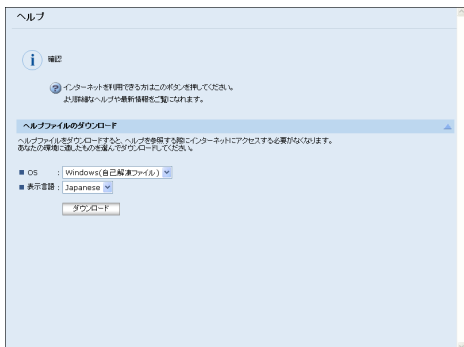 ヘルプ
i 確認
? インターネットを利用できる方はこのボタンを押してください。
より詳細なヘルプや最新情報をご覧になれます。
ヘルプファイルのダウンロード
ヘルプファイルをダウンロードすると、ヘルプを参照する際にインターネットにアクセスする必要がなくなります。
あなたの環境に適したものを選んでダウンロードしてください。
■ OS : Windows(自己解凍ファイル)
■ 表示言語 : Japanese
ダウンロード